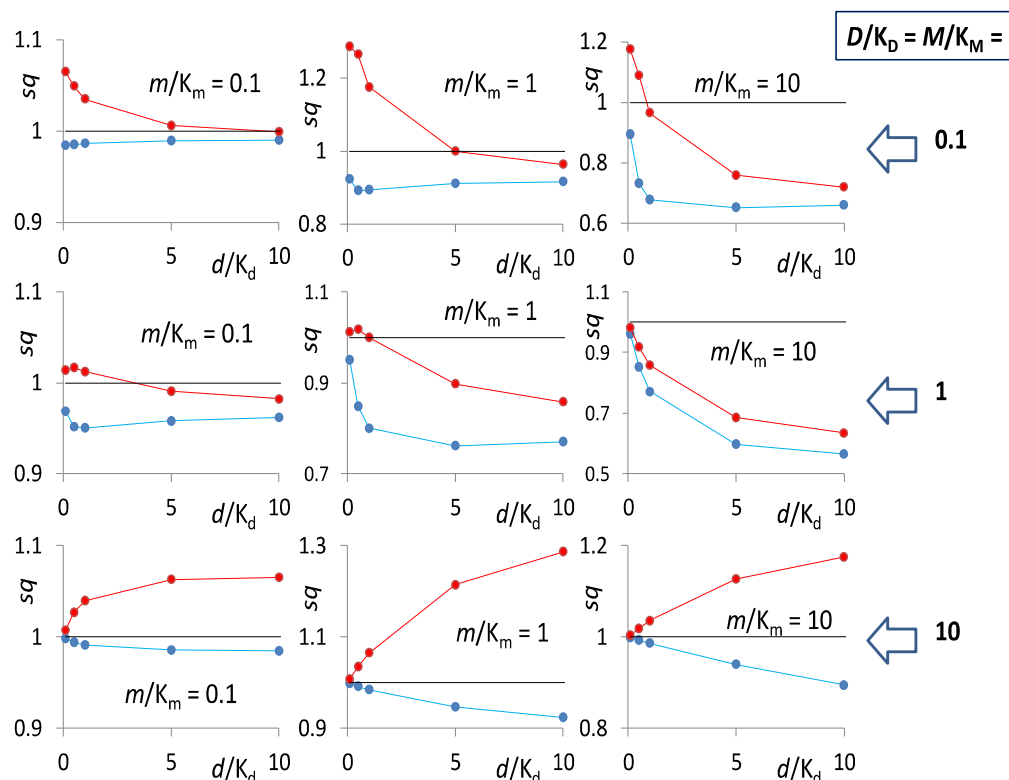 D/K_D = M/K_M =
sq
1.1
1
0.9
m/K_m = 0.1
0 5 10
d/K_d
sq
1.2
1
0.8
m/K_m = 1
0 5 10
d/K_d
sq
1.2
1
0.8
0.6
m/K_m = 10
0 5 10
d/K_d
0.1
sq
1.1
1
0.9
m/K_m = 0.1
0 5 10
d/K_d
sq
1.1
0.9
0.7
m/K_m = 1
0 5 10
d/K_d
sq
1.1
0.9
0.7
0.5
m/K_m = 10
0 5 10
d/K_d
1
sq
1.1
1
0.9
m/K_m = 0.1
0 5 10
d/K_d
sq
1.3
1.1
0.9
m/K_m = 1
0 5 10
d/K_d
sq
1.2
1
0.8
m/K_m = 10
0 5 10
d/K_d
10